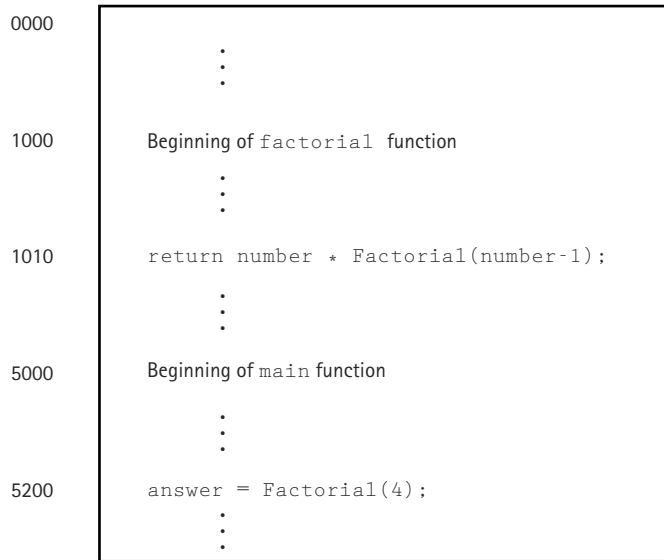 0000
1000 Beginning of factorial function
1010 return number * Factorial(number-1);
5000 Beginning of main function
5200 answer = Factorial(4);